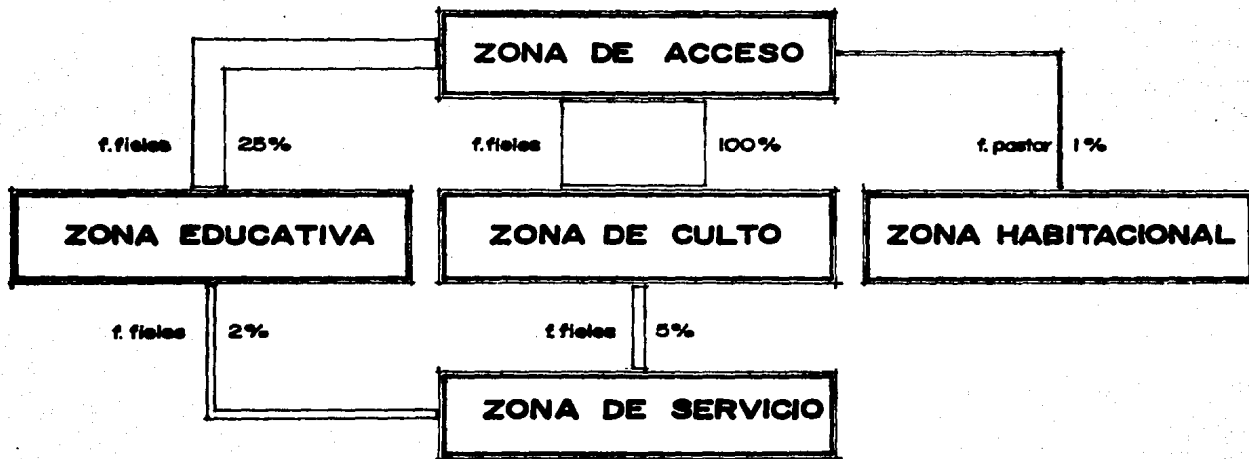 ZONA DE ACCESO
f. fieles 25%
f. fieles 100%
f. pastor 1%
ZONA EDUCATIVA
ZONA DE CULTO
ZONA HABITACIONAL
f. fieles 2%
f. fieles 5%
ZONA DE SERVICIO